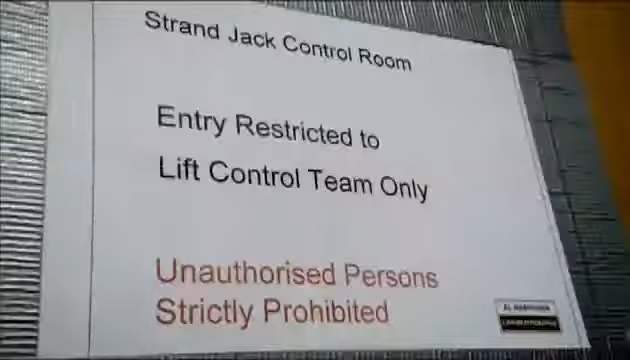 Strand Jack Control Room
Entry Restricted to
Lift Control Team Only
Unauthorised Persons
Strictly Prohibited